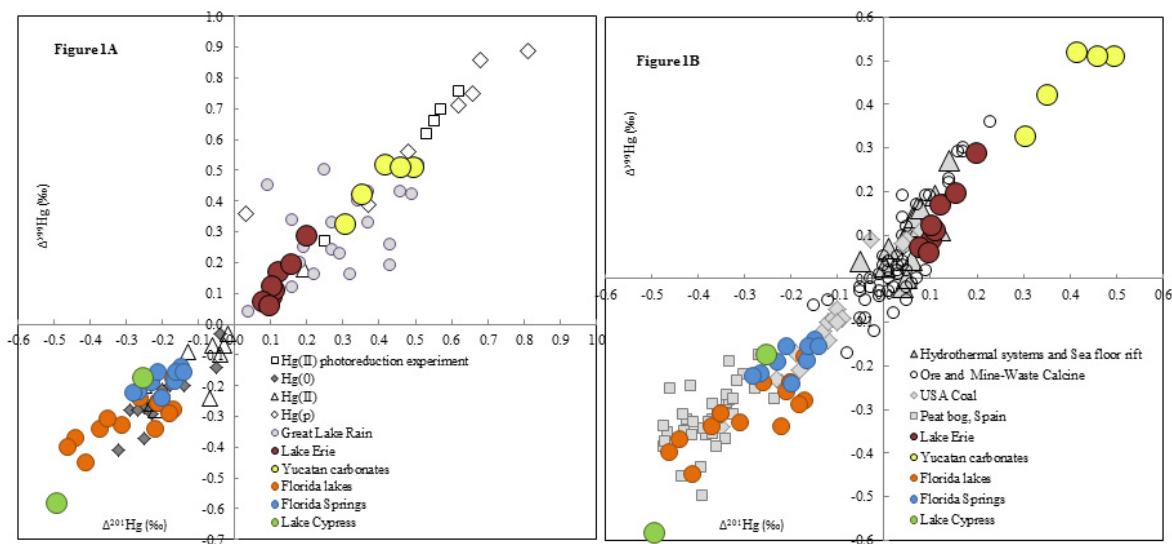 Figure 1A
Δ¹⁹⁹Hg (‰)
1.0
0.9
0.8
0.7
0.6
0.5
0.4
0.3
0.2
0.1
0.0
-0.6 -0.5 -0.4 -0.3 -0.2 -0.1 0.0 0.1 0.2 0.3 0.4 0.5 0.6 0.7 0.8 0.9 1.0
-0.1
-0.2
-0.3
-0.4
-0.5
-0.6
-0.7
Δ²⁰¹Hg (‰)
Hg(II) photoreduction experiment
Hg(0)
Hg(II)
Hg(p)
Great Lake Rain
Lake Erie
Yucatan carbonates
Florida lakes
Florida Springs
Lake Cypress
Figure 1B
Δ¹⁹⁹Hg (‰)
0.6
0.5
0.4
0.3
0.2
0.1
0.0
-0.6 -0.5 -0.4 -0.3 -0.2 -0.1 0.0 0.1 0.2 0.3 0.4 0.5 0.6
-0.1
-0.2
-0.3
-0.4
-0.5
-0.6
Δ²⁰¹Hg (‰)
Hydrothermal systems and Sea floor rift
Ore and Mine-Waste Calcine
USA Coal
Peat bog, Spain
Lake Erie
Yucatan carbonates
Florida lakes
Florida Springs
Lake Cypress